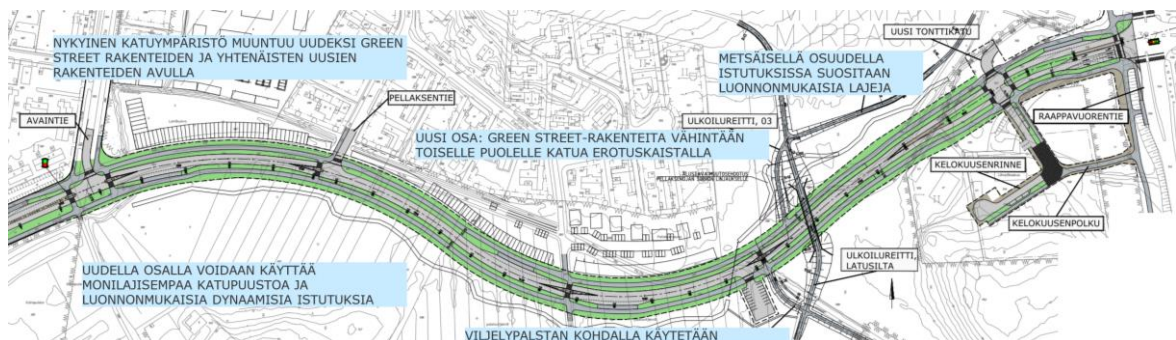 NYKYINEN KATUYMPÄRISTÖ MUUNTUU UUDEKSI GREEN
STREET RAKENTEIDEN JA YHTENÄISTEN UUSIEN
RAKENTEIDEN AVULLA
AVAINTIE
PELLAKSENTIE
UUSI OSA: GREEN STREET-RAKENTEITA VÄHINTÄÄN
TOISELLE PUOLELLE KATUA EROTUSKAISTALLA
UUDELLA OSALLA VOIDAAN KÄYTTÄÄ
MONILAJISEMPAA KATUPUUSTOA JA
LUONNONMUKAISIA DYNAAMISIA ISTUTUKSIA
VILJELYPALSTAN KOHDALLA KÄYTETÄÄN
METSÄISELLÄ OSUUDELLA
ISTUTUKSISSA SUOSITAAN
LUONNONMUKAISIA LAJEJA
ULKOILUREITTI, 03
UUSI TONTTIKATU
RAAPPAVUORENTIE
KELOKUUSENRINNE
KELOKUUSENPOLKU
ULKOILUREITTI,
LATUSILTA